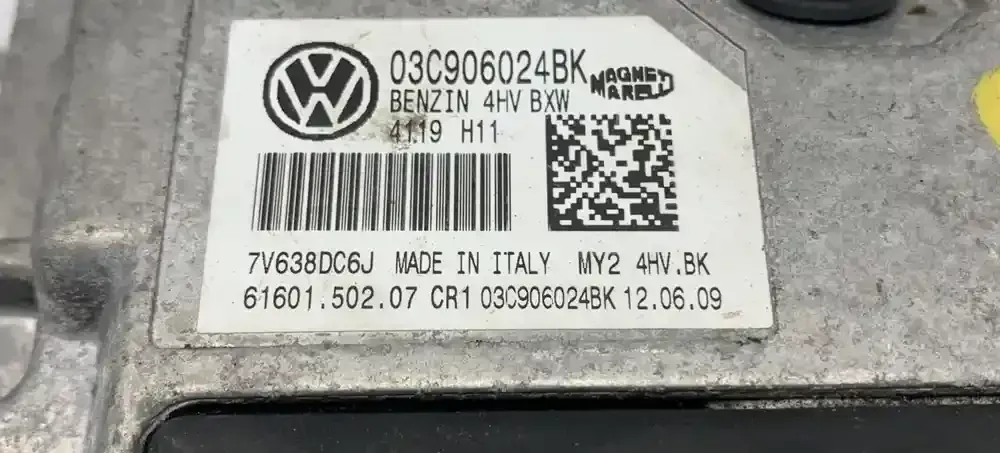 03C906024BK
MAGNETI MARELLI
BENZIN 4HV BXW
4119 H11
7V638DC6J MADE IN ITALY MY2 4HV.BK
61601.502.07 CR1 03C906024BK 12.06.09